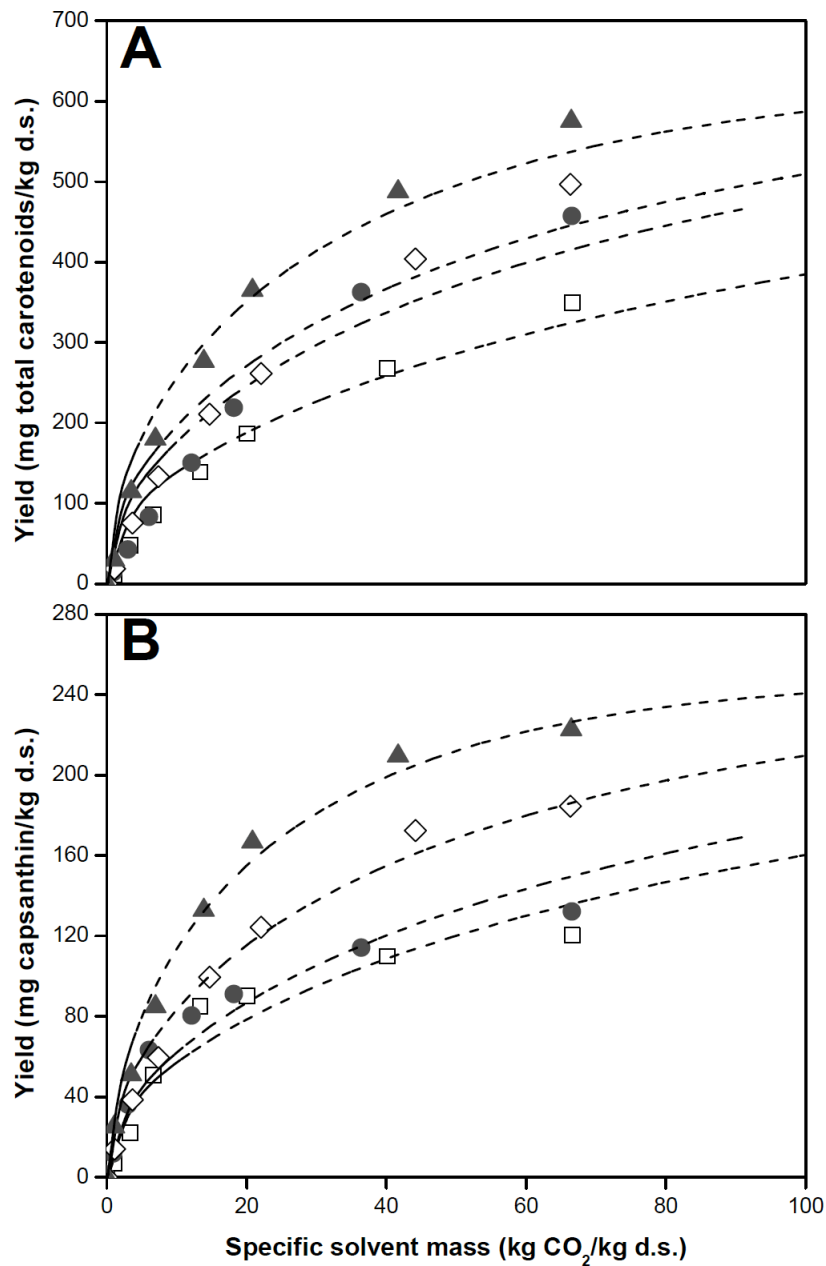 A
Yield (mg total carotenoids/kg d.s.)
700
600
500
400
300
200
100
0
B
Yield (mg capsanthin/kg d.s.)
280
240
200
160
120
80
40
0
0 20 40 60 80 100
Specific solvent mass (kg CO₂/kg d.s.)